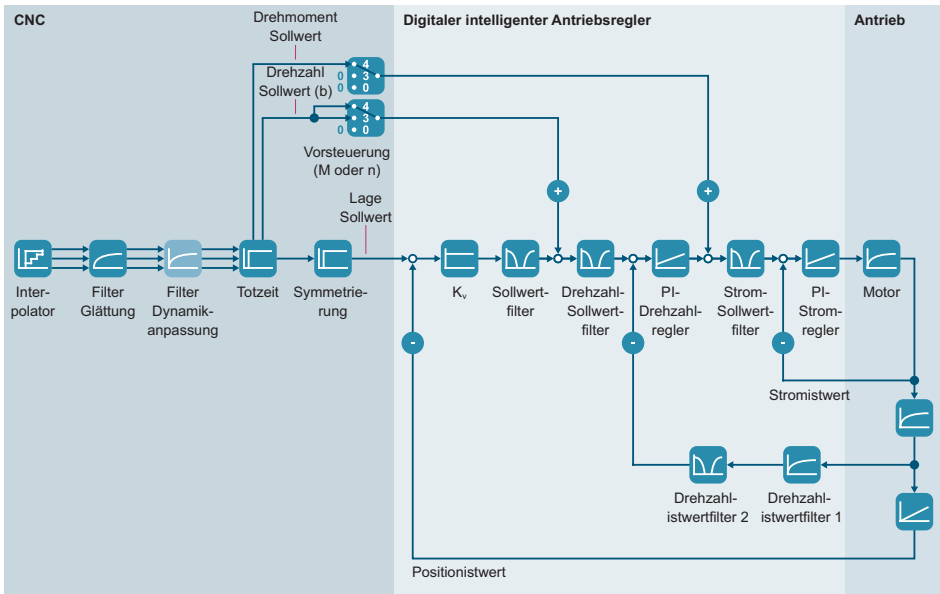 CNC
Digitaler intelligenter Antriebsregler
Antrieb
Drehmoment
Sollwert
Drehzahl
Sollwert (b)
4
0 3
0 0
4
3
0 0
Vorsteuerung
(M oder n)
Lage
Sollwert
+
+
Inter-
polator
Filter
Glättung
Filter
Dynamik-
anpassung
Totzeit
Symmetrie-
rung
Kv
Sollwert-
filter
Drehzahl-
Sollwert-
filter
PI-
Drehzahl-
regler
Strom-
Sollwert-
filter
PI-
Strom-
regler
Motor
-
-
-
Stromistwert
Drehzahl-
istwertfilter 2
Drehzahl-
istwertfilter 1
Positionistwert